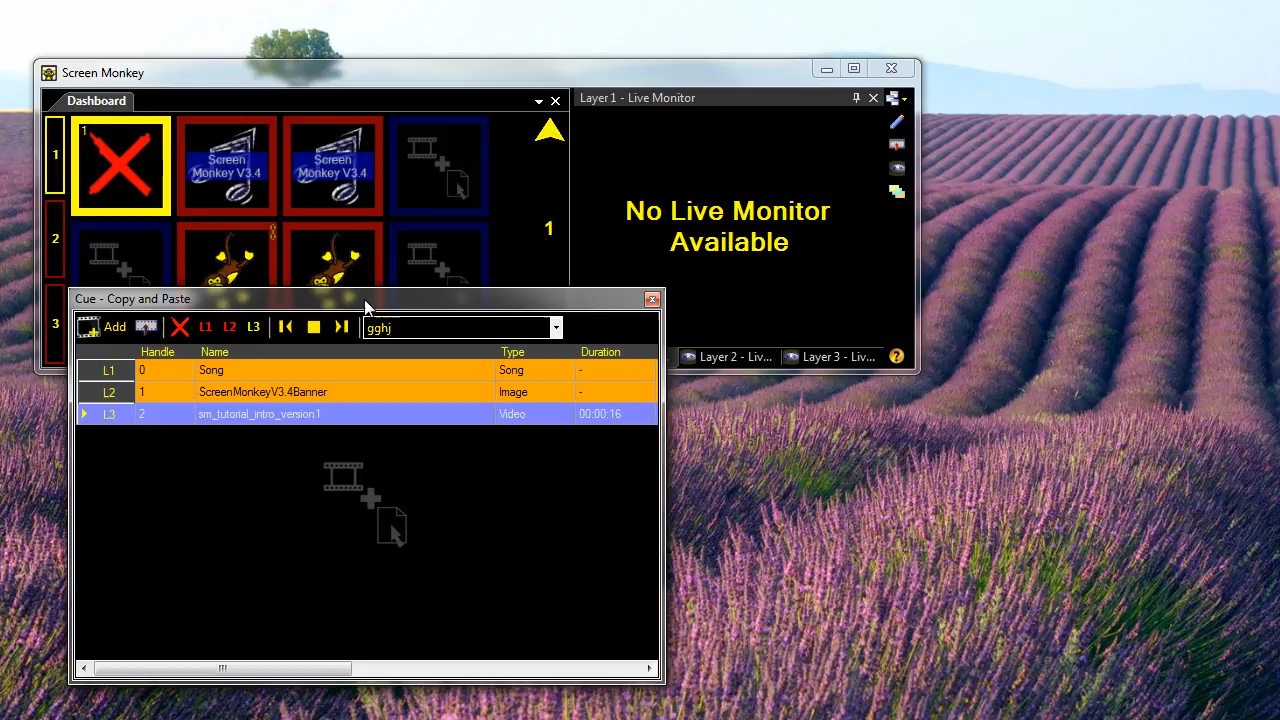 Screen Monkey
Dashboard
Layer 1 - Live Monitor
1
1
Screen
Monkey V3.4
Screen
Monkey V3.4
No Live Monitor
Available
2
1
8
3
Cue - Copy and Paste
Add
L1 L2 L3
gghj
Layer 2 - Liv...
Layer 3 - Liv...
?
Handle Name Type Duration
L1 0 Song Song -
L2 1 ScreenMonkeyV3.4Banner Image -
L3 2 sm_tutorial_intro_version1 Video 00:00:16